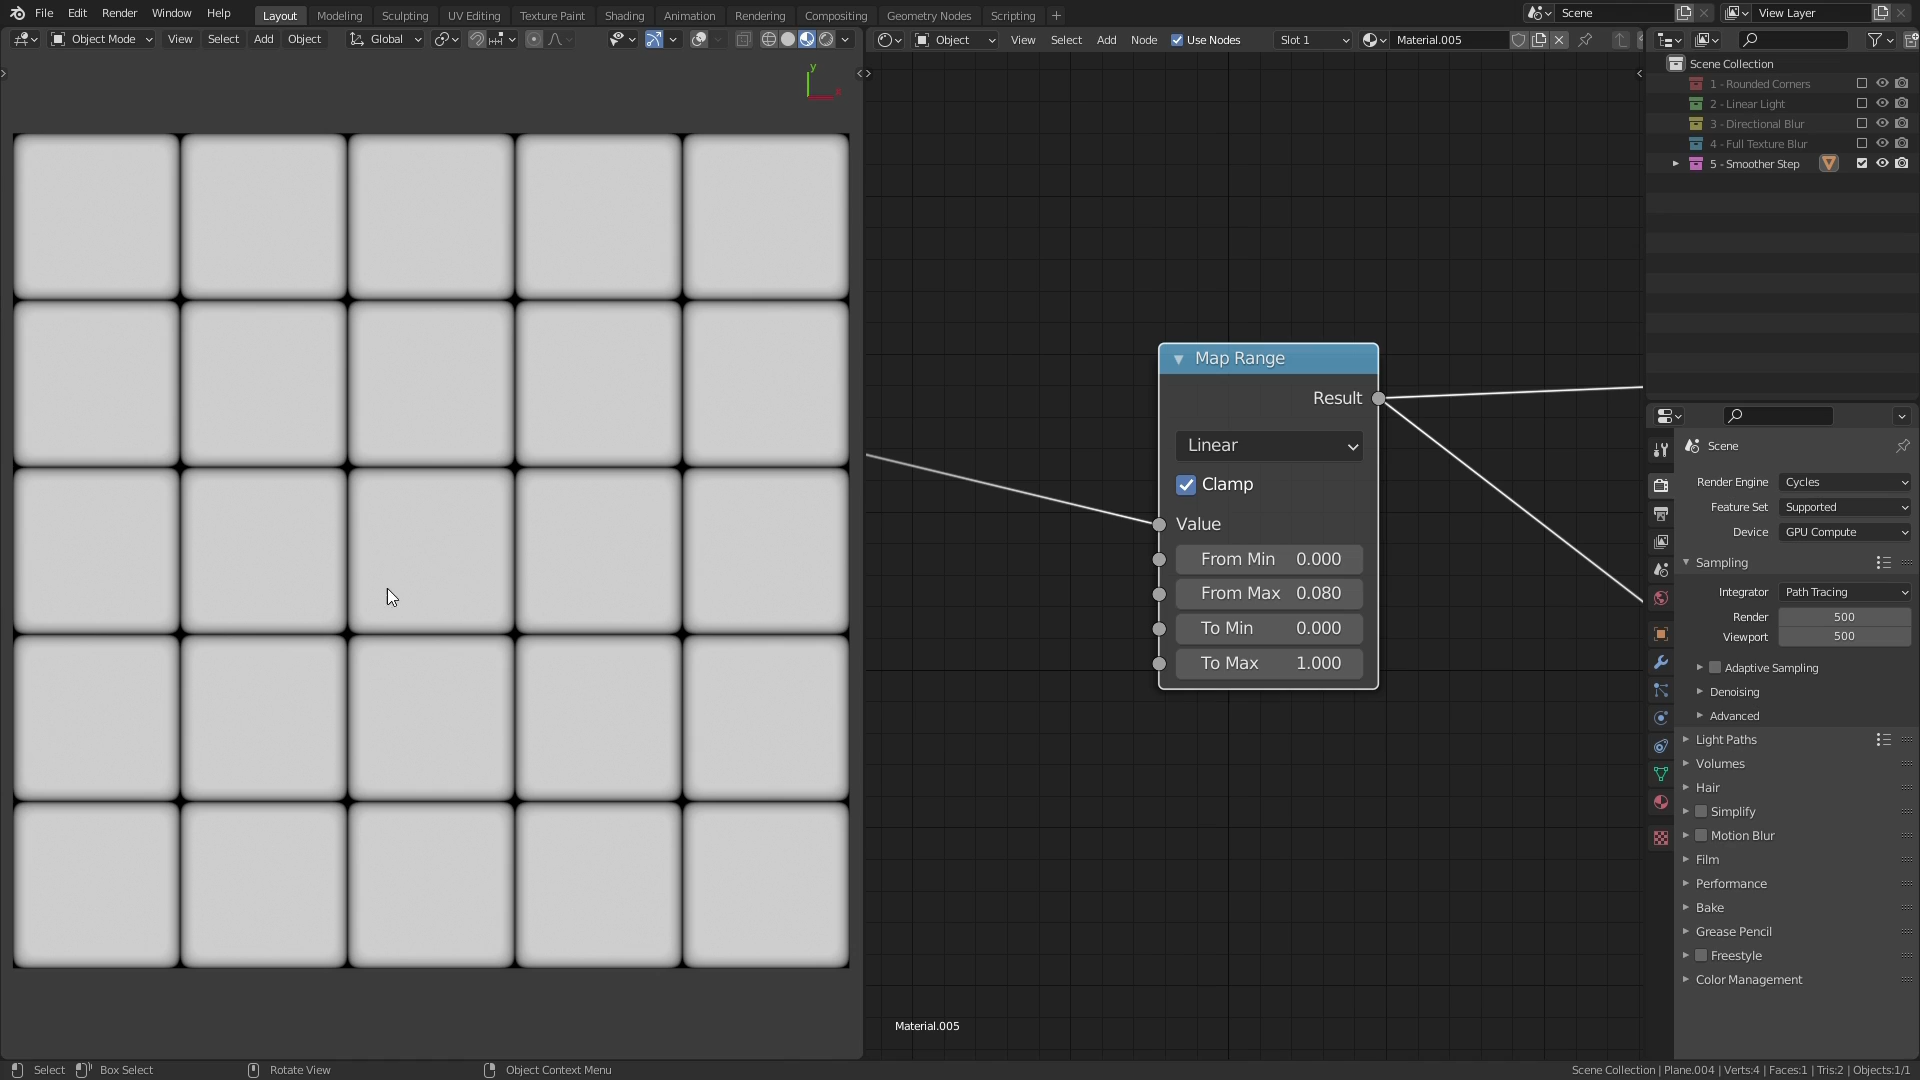 File Edit Render Window Help Layout Modeling Sculpting UV Editing Texture Paint Shading Animation Rendering Compositing Geometry Nodes Scripting + Scene View Layer
Object Mode View Select Add Object Global Object View Select Add Node Use Nodes Slot 1 Material.005
y
x
Scene Collection
1 - Rounded Corners
2 - Linear Light
3 - Directional Blur
4 - Full Texture Blur
5 - Smoother Step
Map Range
Result
Linear
Clamp
Value
From Min 0.000
From Max 0.080
To Min 0.000
To Max 1.000
Material.005
Scene
Render Engine Cycles
Feature Set Supported
Device GPU Compute
Sampling
Integrator Path Tracing
Render 500
Viewport 500
Adaptive Sampling
Denoising
Advanced
Light Paths
Volumes
Hair
Simplify
Motion Blur
Film
Performance
Bake
Grease Pencil
Freestyle
Color Management
Select Box Select Rotate View Object Context Menu Scene Collection | Plane.004 | Verts:4 | Faces:1 | Tris:2 | Objects:1/1